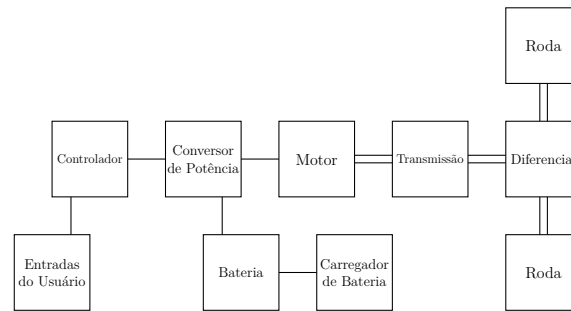 Roda
Controlador
Conversor
de Potência
Motor
Transmissão
Diferencia
Entradas
do Usuário
Bateria
Carregador
de Bateria
Roda